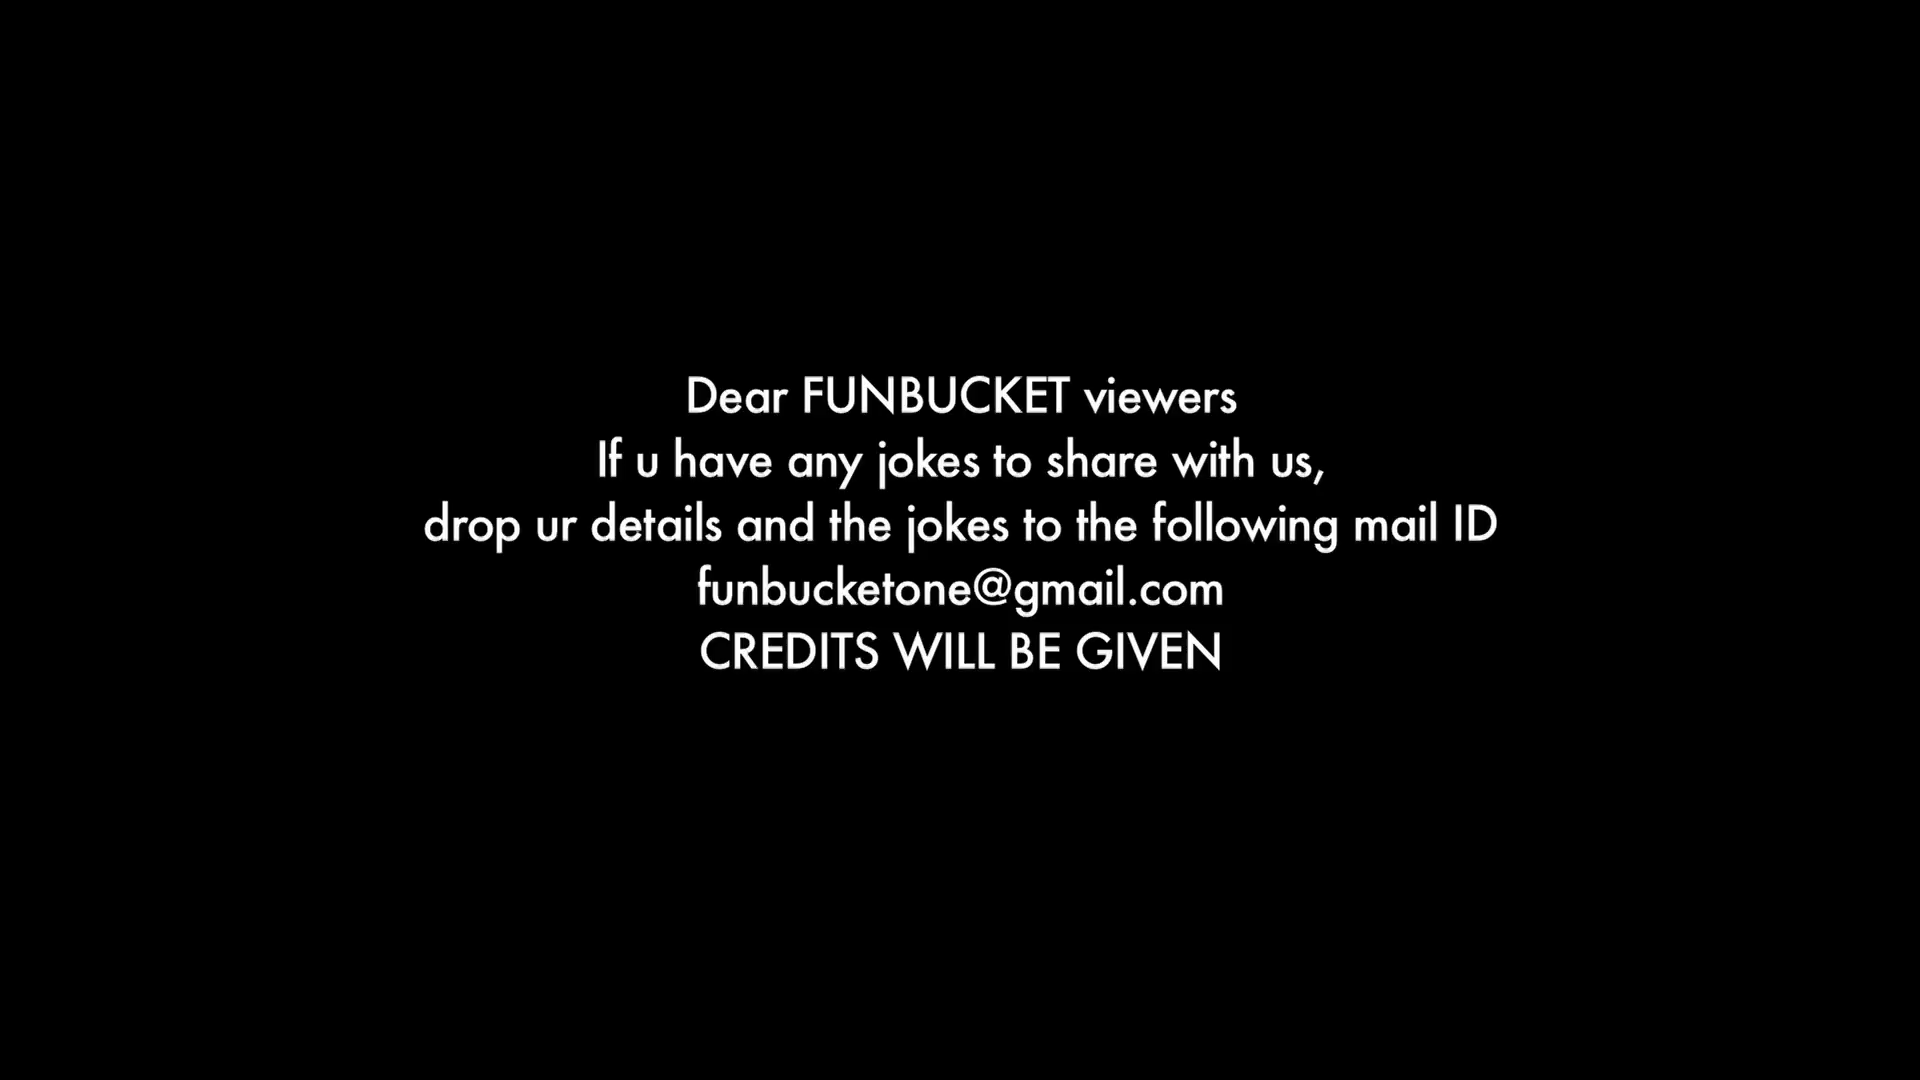 Dear FUNBUCKET viewers
If u have any jokes to share with us,
drop ur details and the jokes to the following mail ID
funbucketone@gmail.com
CREDITS WILL BE GIVEN